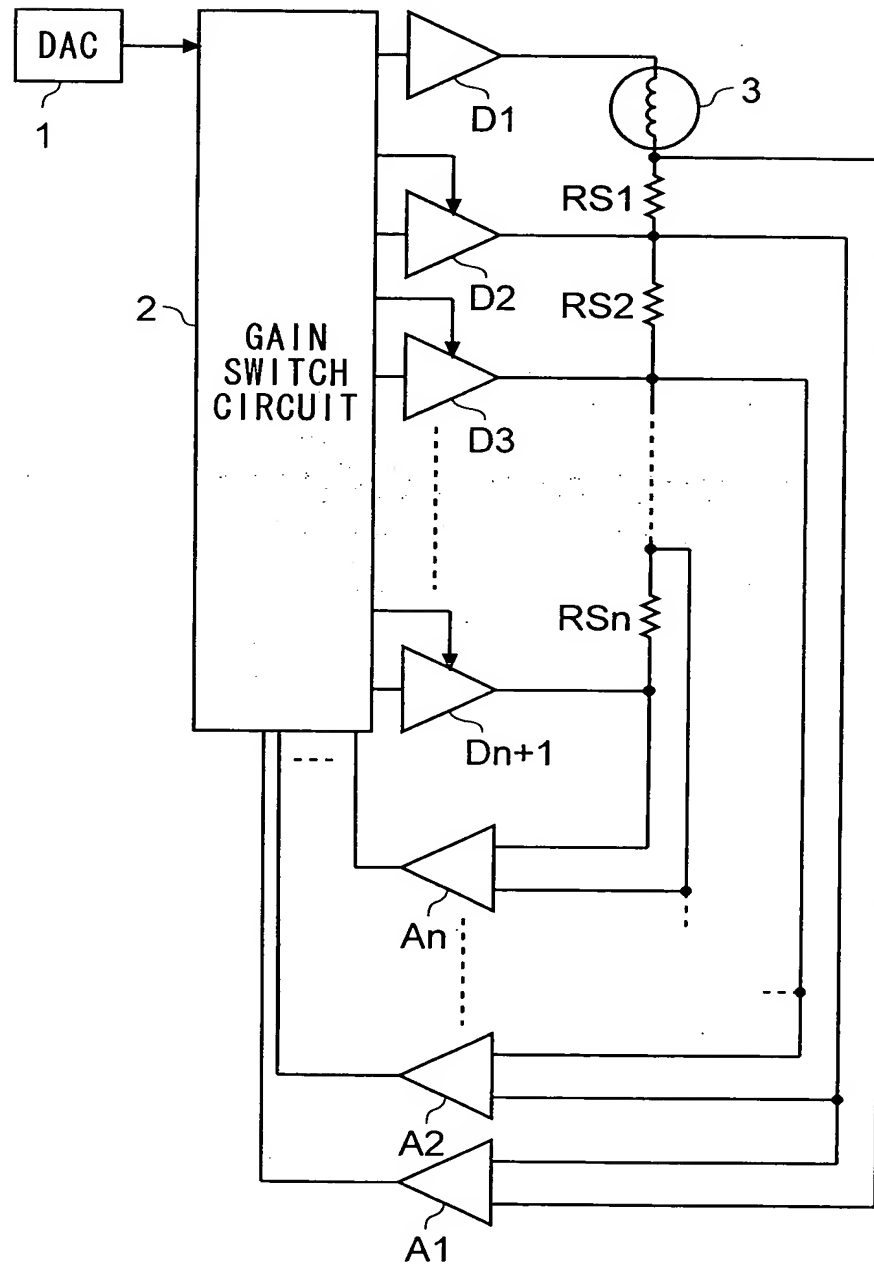 DAC
1
D1
3
RS1
D2
2
RS2
GAIN
SWITCH
CIRCUIT
D3
RSn
Dn+1
An
A2
A1